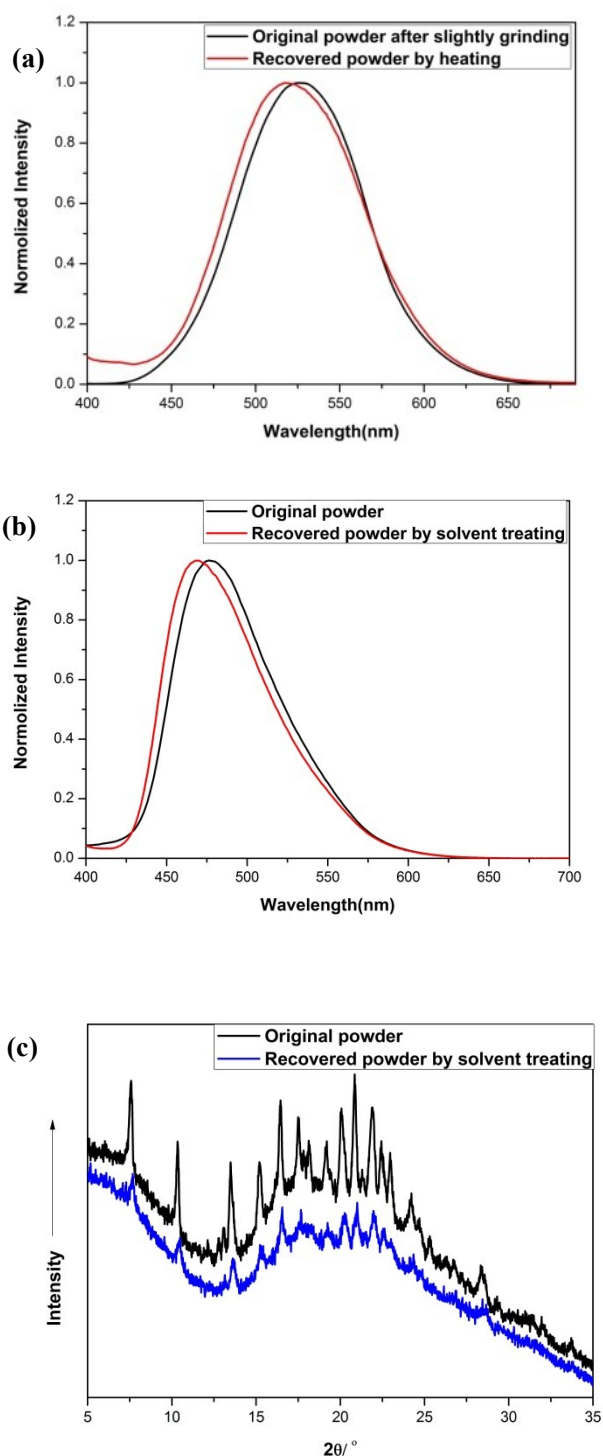 (a)
Original powder after slightly grinding
Recovered powder by heating
Normolized Intensity
1.2
1.0
0.8
0.6
0.4
0.2
0.0
400 450 500 550 600 650
Wavelength(nm)
(b)
Original powder
Recovered powder by solvent treating
Normalized Intensity
1.2
1.0
0.8
0.6
0.4
0.2
0.0
400 450 500 550 600 650 700
Wavelength(nm)
(c)
Original powder
Recovered powder by solvent treating
Intensity
5 10 15 20 25 30 35
2θ/ °